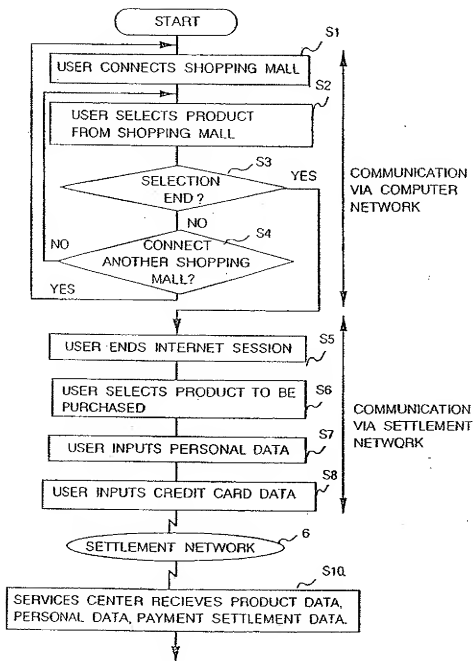 START
S1
USER CONNECTS SHOPPING MALL
S2
USER SELECTS PRODUCT
FROM SHOPPING MALL
S3
SELECTION
END?
YES
NO
S4
CONNECT
ANOTHER SHOPPING
MALL?
NO
YES
COMMUNICATION
VIA COMPUTER
NETWORK
USER ENDS INTERNET SESSION
S5
USER SELECTS PRODUCT TO BE
PURCHASED
S6
USER INPUTS PERSONAL DATA
S7
USER INPUTS CREDIT CARD DATA
S8
COMMUNICATION
VIA SETTLEMENT
NETWORK
SETTLEMENT NETWORK
6
S10
SERVICES CENTER RECIEVES PRODUCT DATA,
PERSONAL DATA, PAYMENT SETTLEMENT DATA.